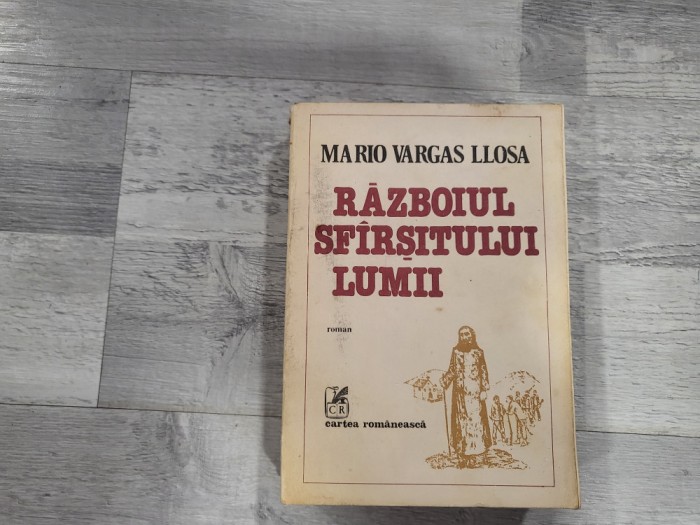 MARIO VARGAS LLOSA
RĂZBOIUL
SFÎRȘITULUI
LUMII
roman
CR
cartea românească